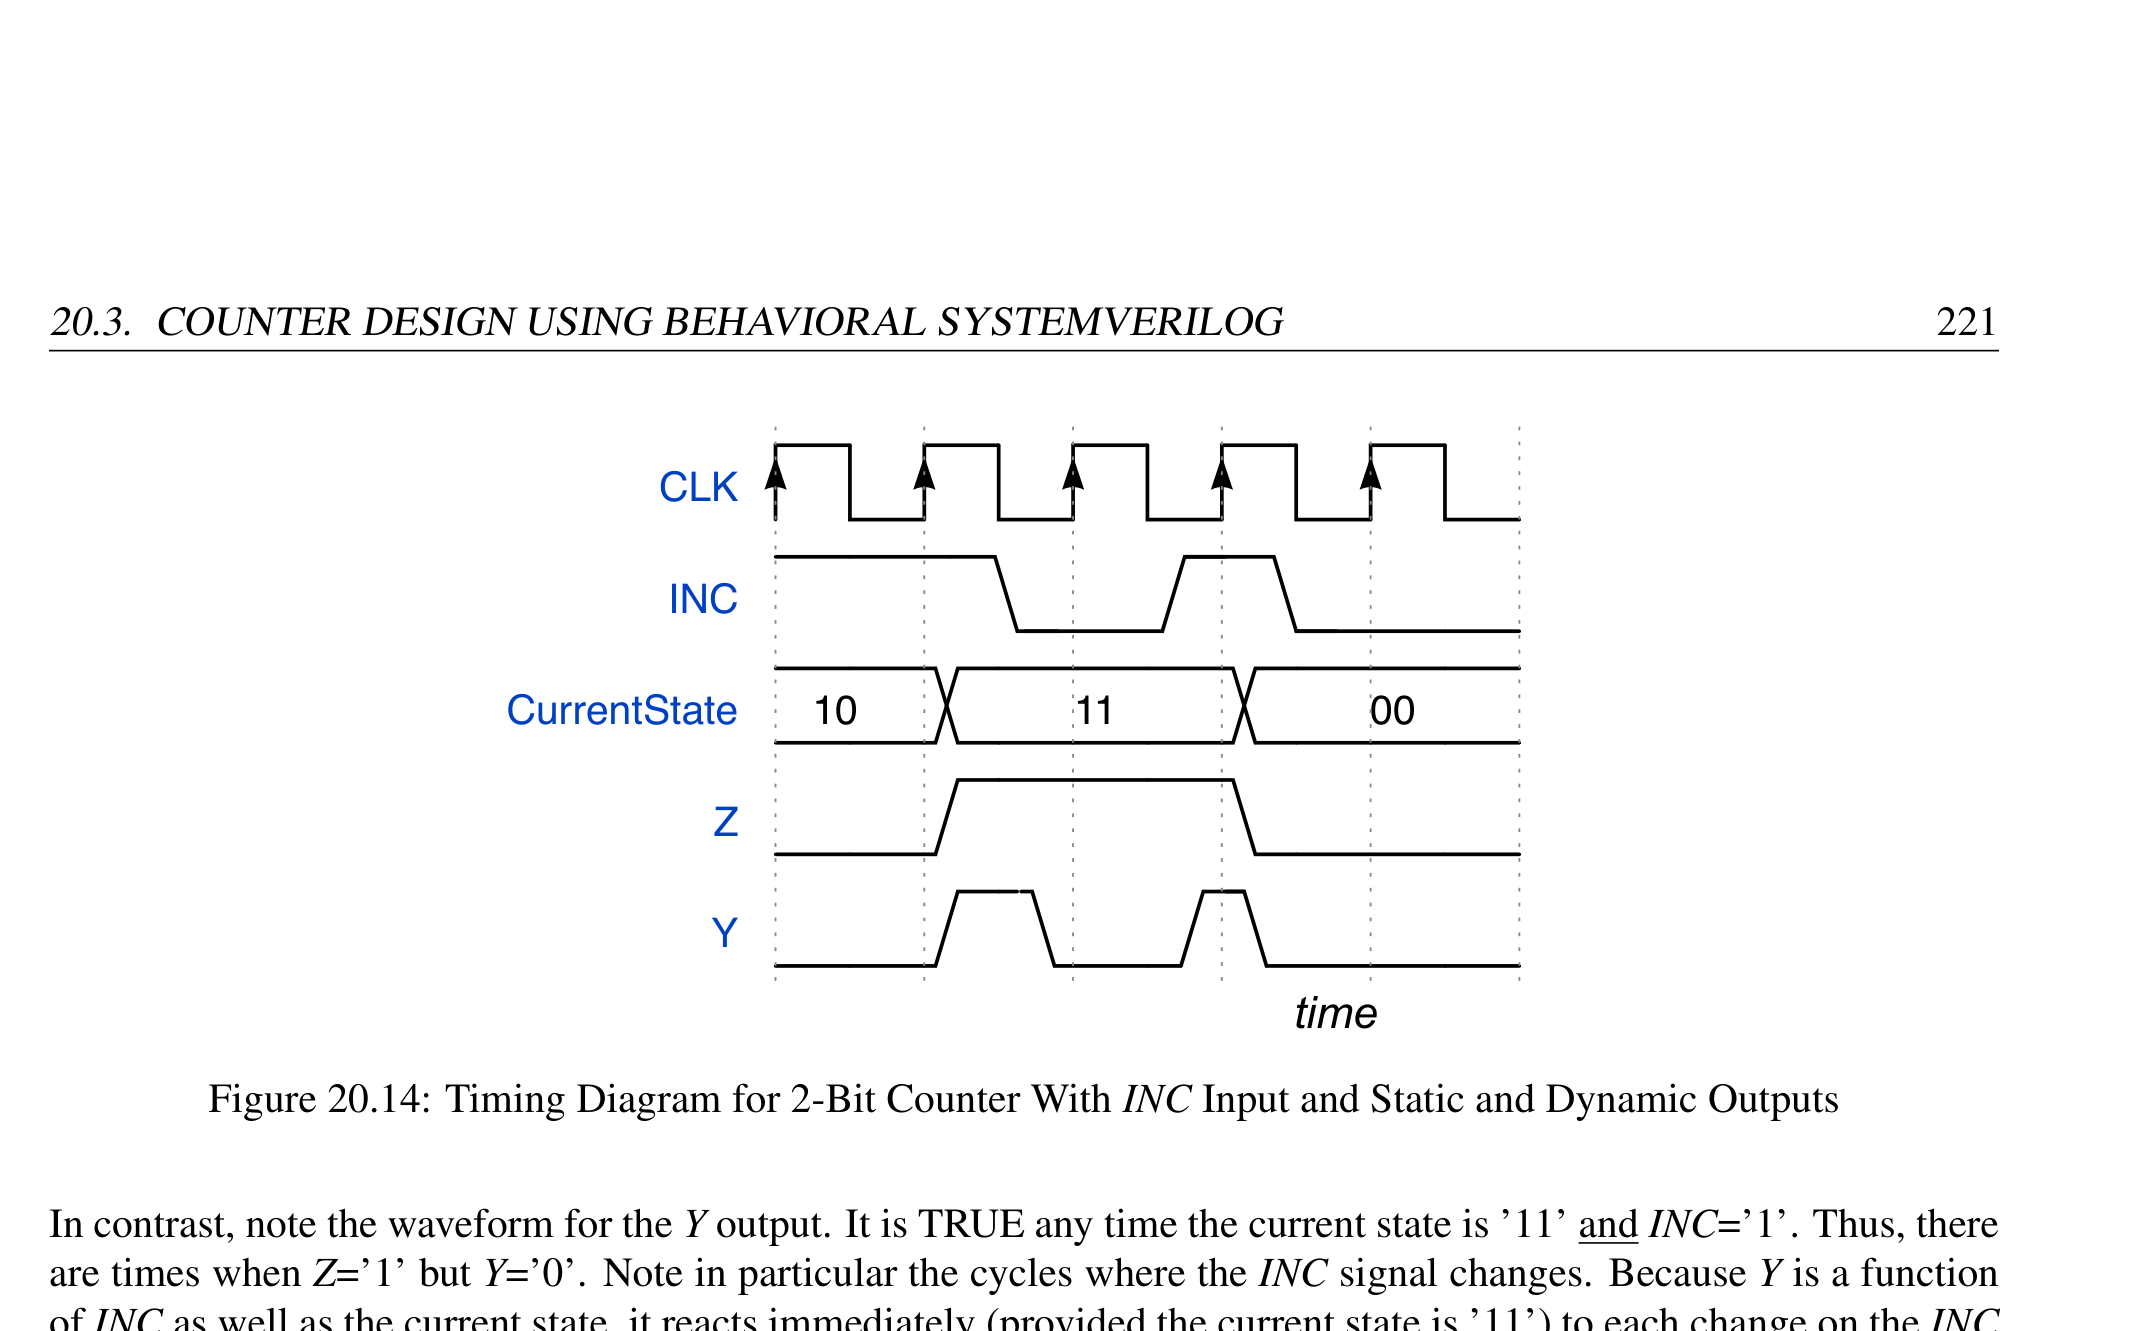 20.3. COUNTER DESIGN USING BEHAVIORAL SYSTEMVERILOG 221
CLK
INC
CurrentState 10 11 00
Z
Y
time
Figure 20.14: Timing Diagram for 2-Bit Counter With INC Input and Static and Dynamic Outputs
In contrast, note the waveform for the Y output. It is TRUE any time the current state is ’11’ and INC=’1’. Thus, there
are times when Z=’1’ but Y=’0’. Note in particular the cycles where the INC signal changes. Because Y is a function
of INC as well as the current state, it reacts immediately (provided the current state is ’11’) to each change on the INC